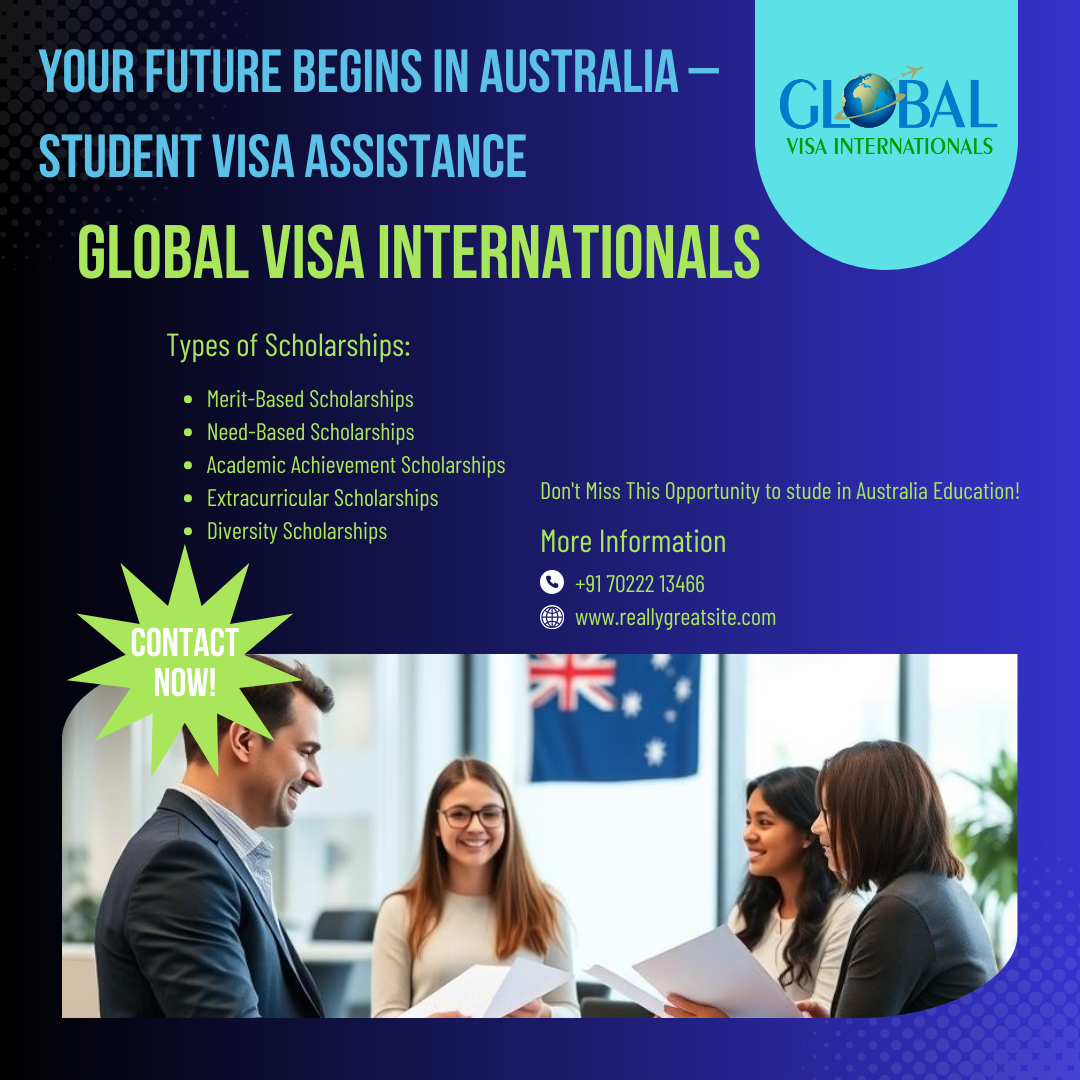 YOUR FUTURE BEGINS IN AUSTRALIA –
STUDENT VISA ASSISTANCE
GLOBAL
VISA INTERNATIONALS
GLOBAL VISA INTERNATIONALS
Types of Scholarships:
• Merit-Based Scholarships
• Need-Based Scholarships
• Academic Achievement Scholarships
• Extracurricular Scholarships
• Diversity Scholarships
Don't Miss This Opportunity to stude in Australia Education!
More Information
+91 70222 13466
www.reallygreatsite.com
CONTACT
NOW!